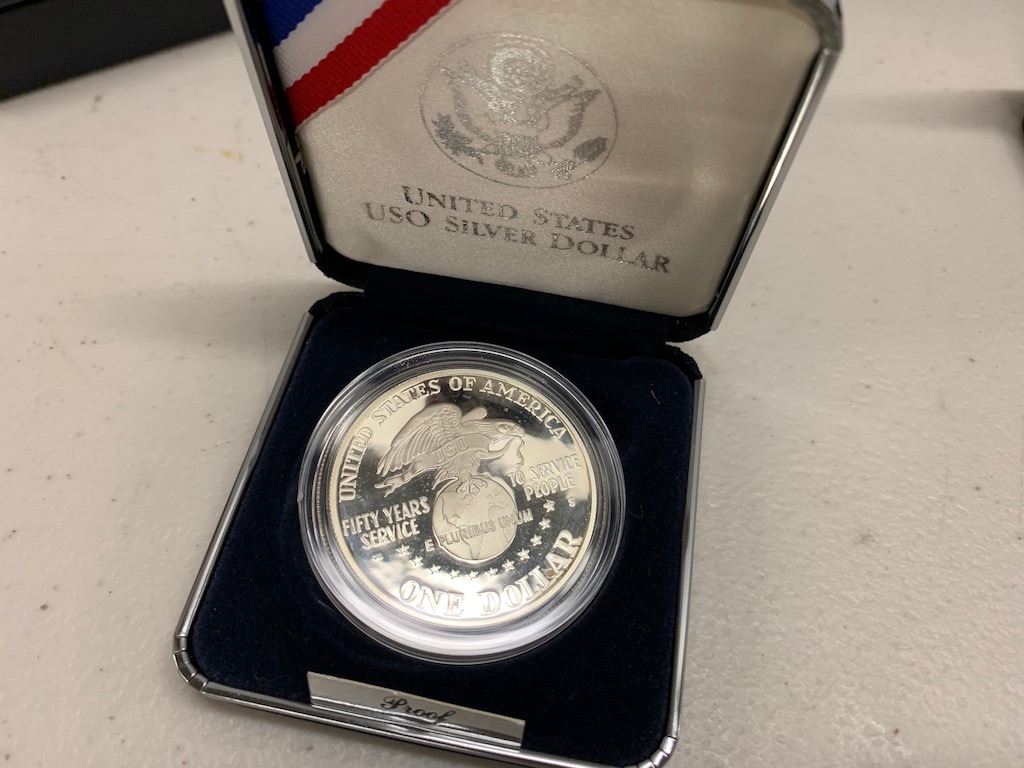 UNITED STATES
USO SILVER DOLLAR
UNITED STATES OF AMERICA
USO
FIFTY YEARS
SERVICE
TO SERVICE
PEOPLE
S
E PLURIBUS UNUM
ONE DOLLAR
Proof